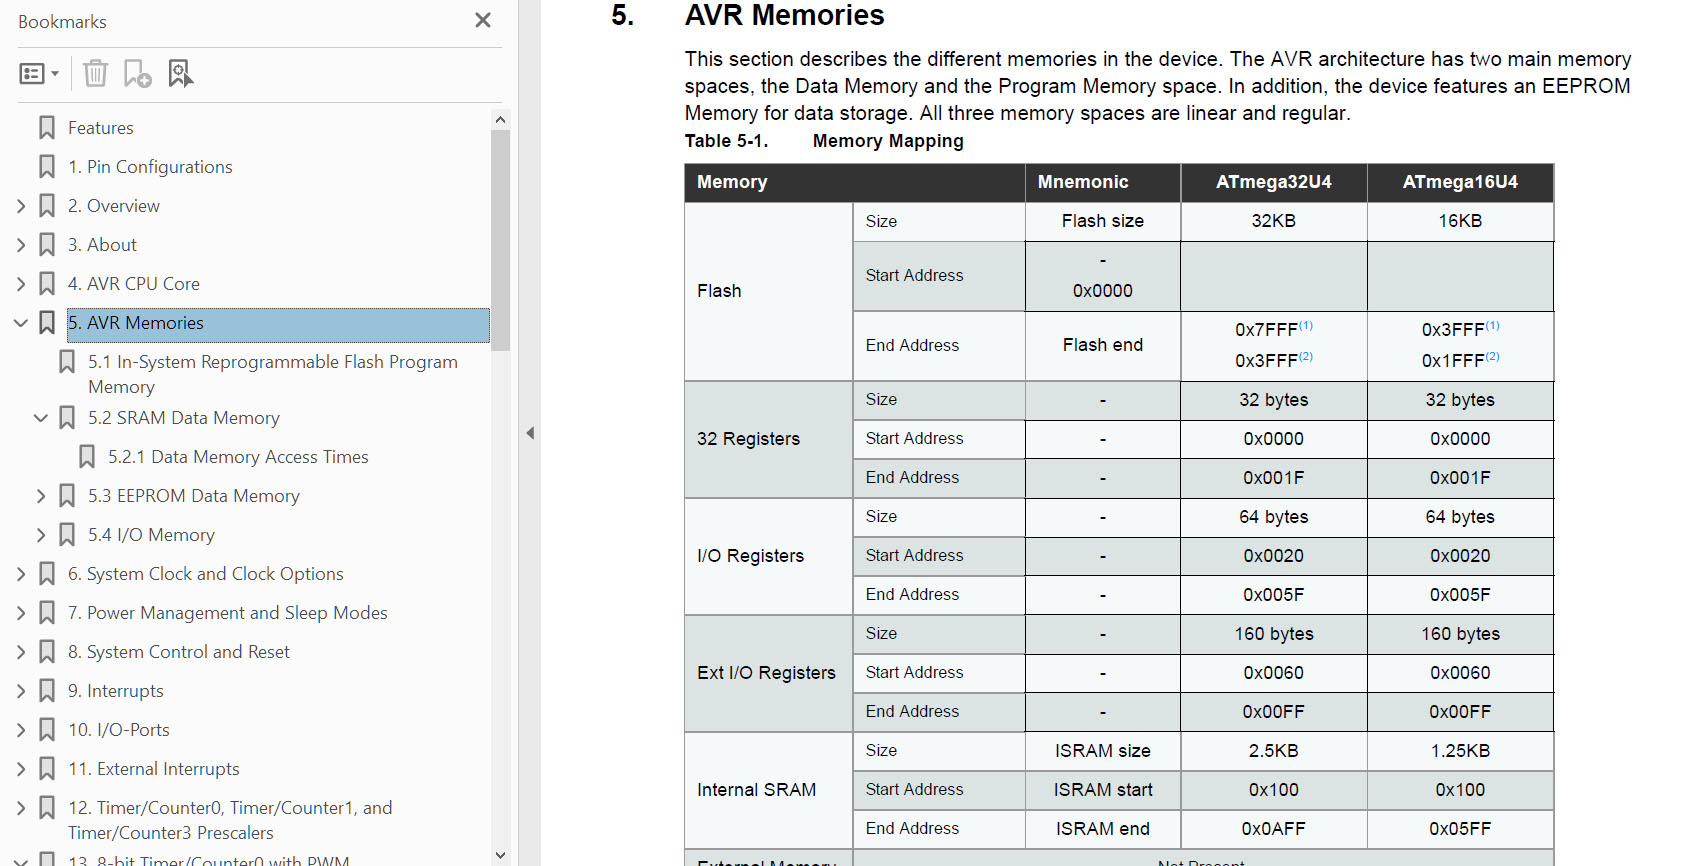 Bookmarks
Features
1. Pin Configurations
2. Overview
3. About
4. AVR CPU Core
5. AVR Memories
5.1 In-System Reprogrammable Flash Program
Memory
5.2 SRAM Data Memory
5.2.1 Data Memory Access Times
5.3 EEPROM Data Memory
5.4 I/O Memory
6. System Clock and Clock Options
7. Power Management and Sleep Modes
8. System Control and Reset
9. Interrupts
10. I/O-Ports
11. External Interrupts
12. Timer/Counter0, Timer/Counter1, and
Timer/Counter3 Prescalers
13. 8-bit Timer/Counter0 with PWM
5. AVR Memories
This section describes the different memories in the device. The AVR architecture has two main memory
spaces, the Data Memory and the Program Memory space. In addition, the device features an EEPROM
Memory for data storage. All three memory spaces are linear and regular.
Table 5-1. Memory Mapping
Memory Mnemonic ATmega32U4 ATmega16U4
Flash
Size Flash size 32KB 16KB
Start Address - 0x0000
End Address Flash end 0x7FFF(1) 0x3FFF(2) 0x3FFF(1) 0x1FFF(2)
32 Registers
Size - 32 bytes 32 bytes
Start Address - 0x0000 0x0000
End Address - 0x001F 0x001F
I/O Registers
Size - 64 bytes 64 bytes
Start Address - 0x0020 0x0020
End Address - 0x005F 0x005F
Ext I/O Registers
Size - 160 bytes 160 bytes
Start Address - 0x0060 0x0060
End Address - 0x00FF 0x00FF
Internal SRAM
Size ISRAM size 2.5KB 1.25KB
Start Address ISRAM start 0x100 0x100
End Address ISRAM end 0x0AFF 0x05FF
External Memory Not Present